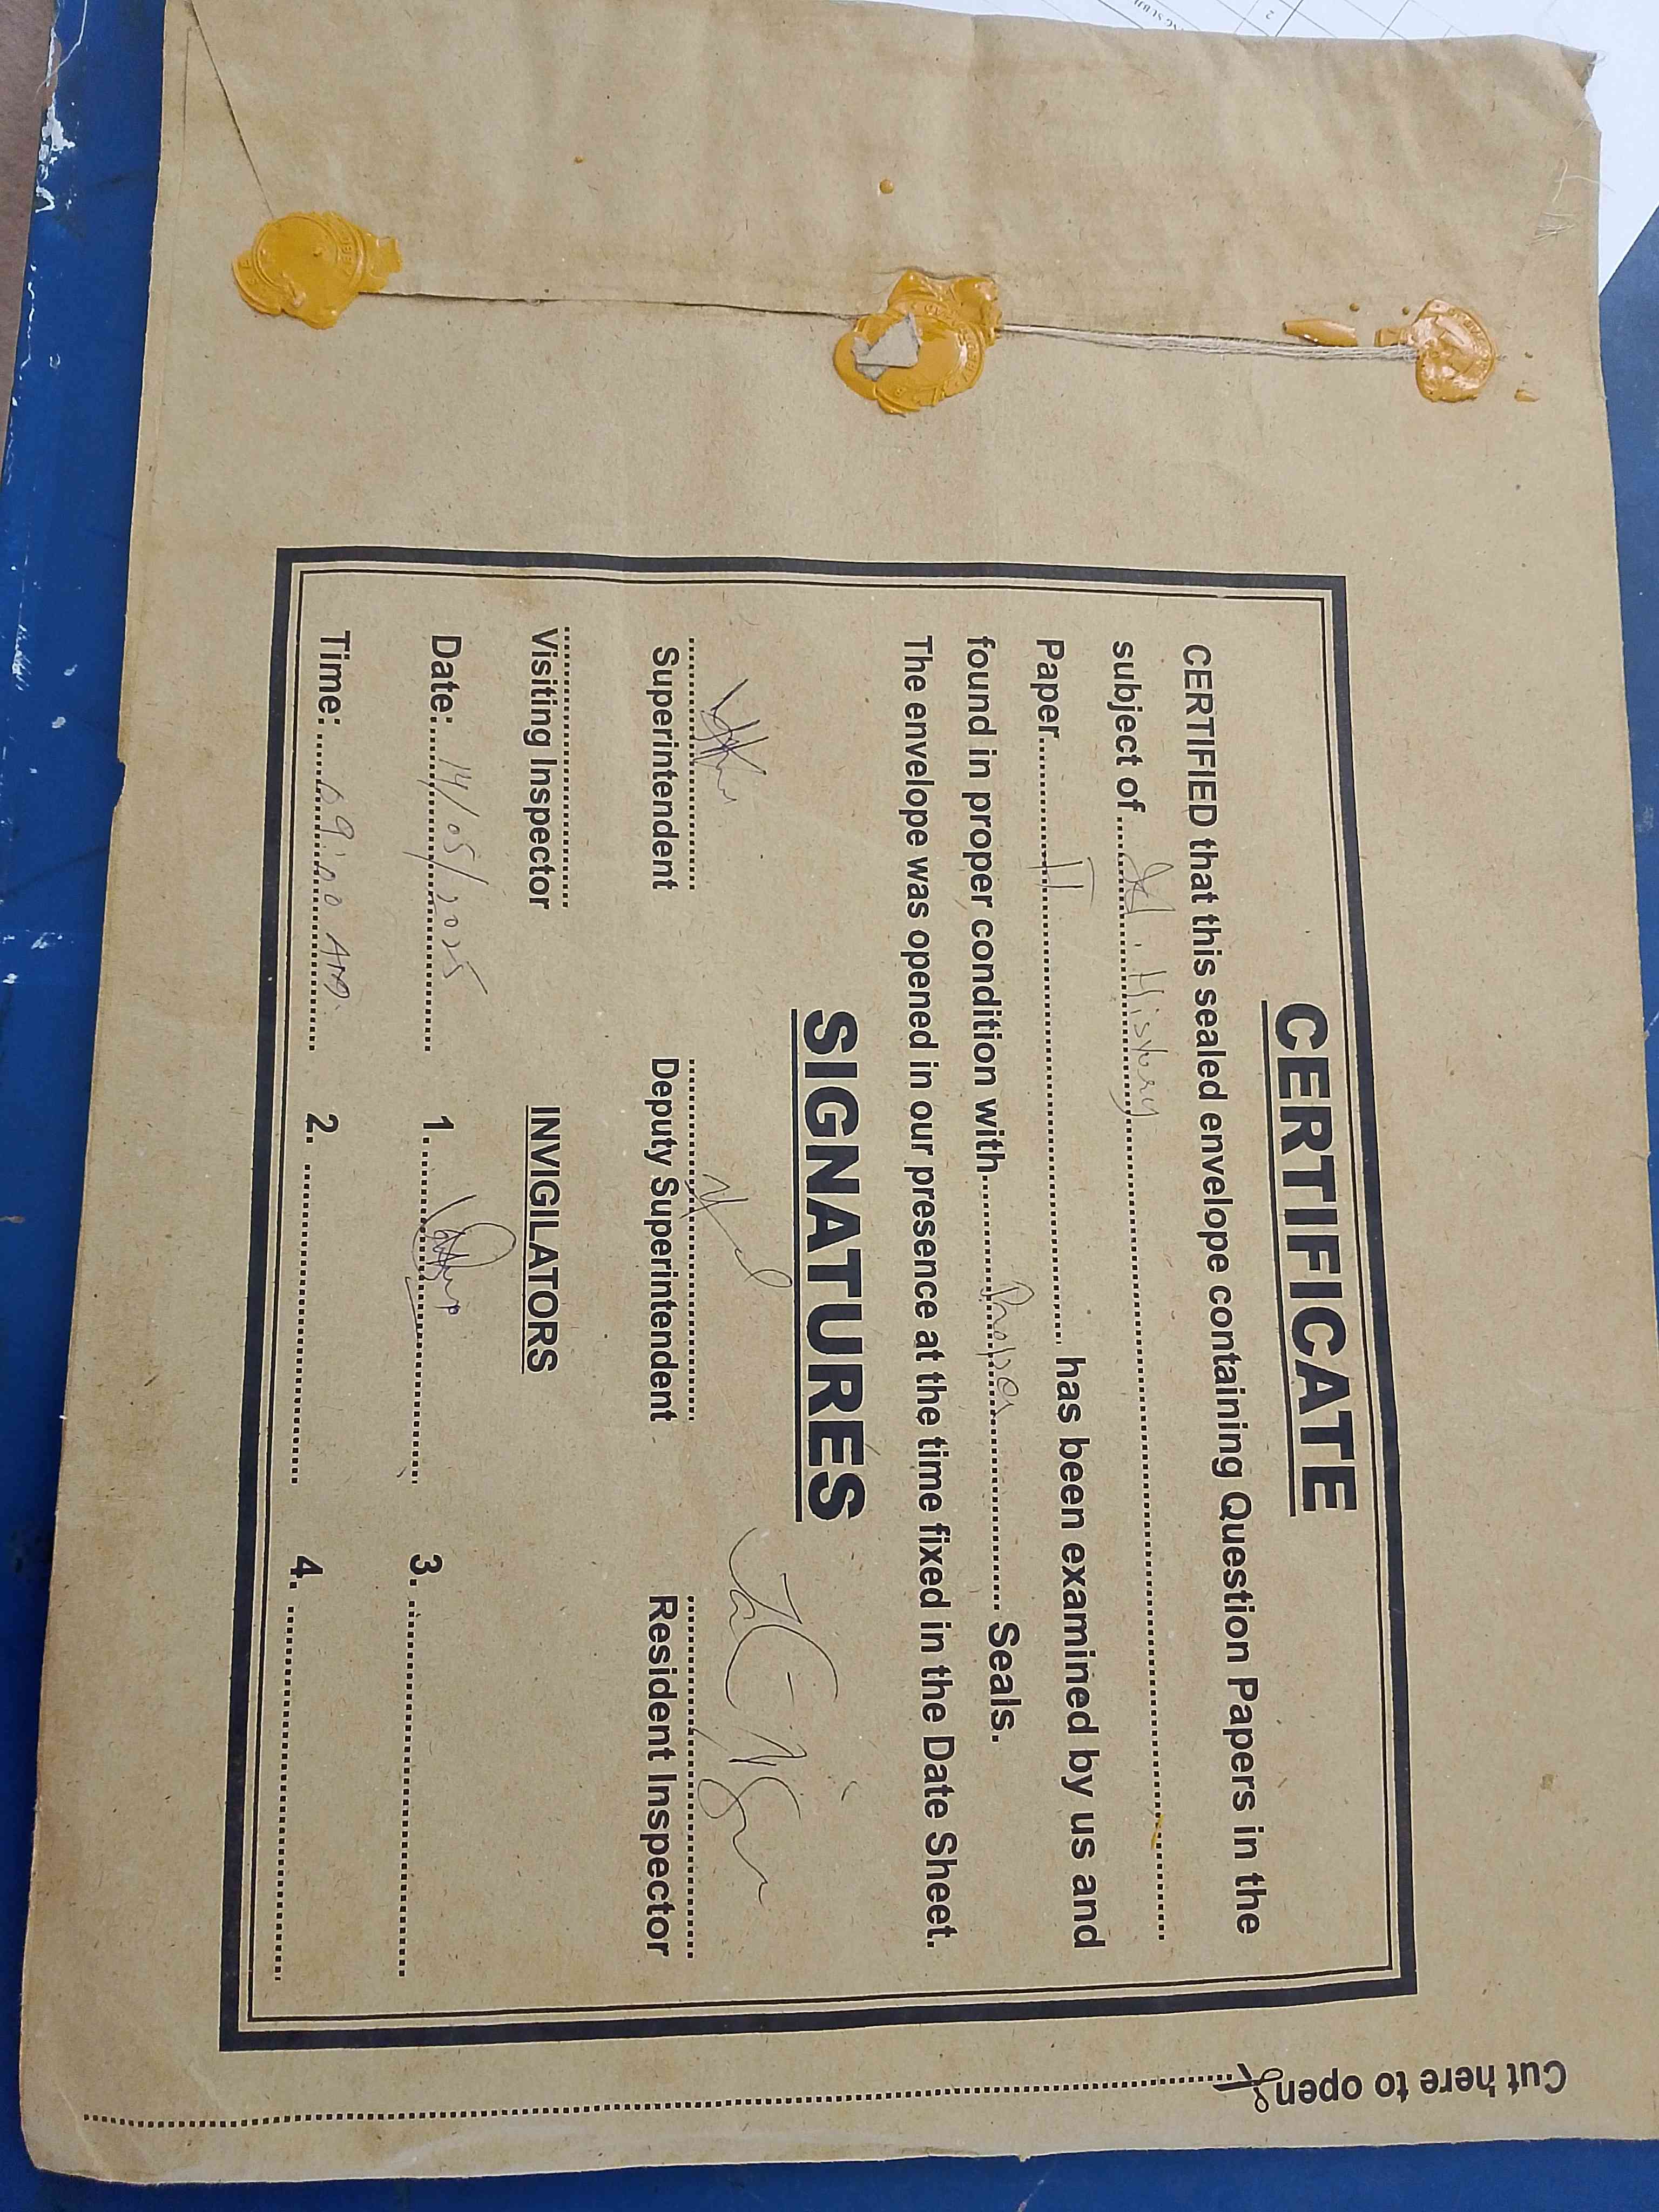 CERTIFICATE
CERTIFIED that this sealed envelope containing Question Papers in the
subject of.......... History ..........
Paper.......... II .......... has been examined by us and
found in proper condition with.......... Proper .......... Seals.
The envelope was opened in our presence at the time fixed in the Date Sheet.
SIGNATURES
Superintendent Deputy Superintendent Resident Inspector
Visiting Inspector INVIGILATORS
Date: 14/05/2025 1. .......... 3. ..........
Time: 09:00 AM 2. .......... 4. ..........
Cut here to open